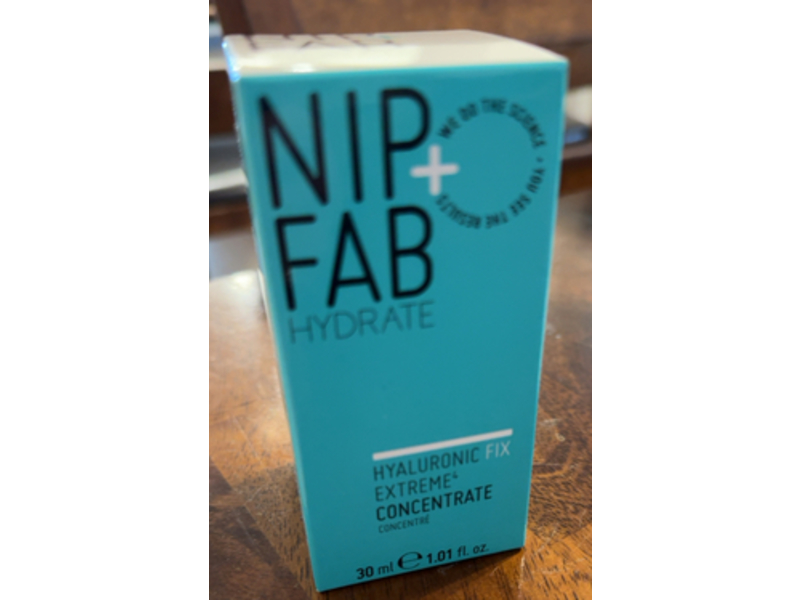 NIP+
FAB
HYDRATE
WE DO THE SCIENCE • YOU SEE THE RESULTS
HYALURONIC FIX
EXTREME⁴
CONCENTRATE
CONCENTRÉ
30 ml ℮ 1.01 fl. oz.